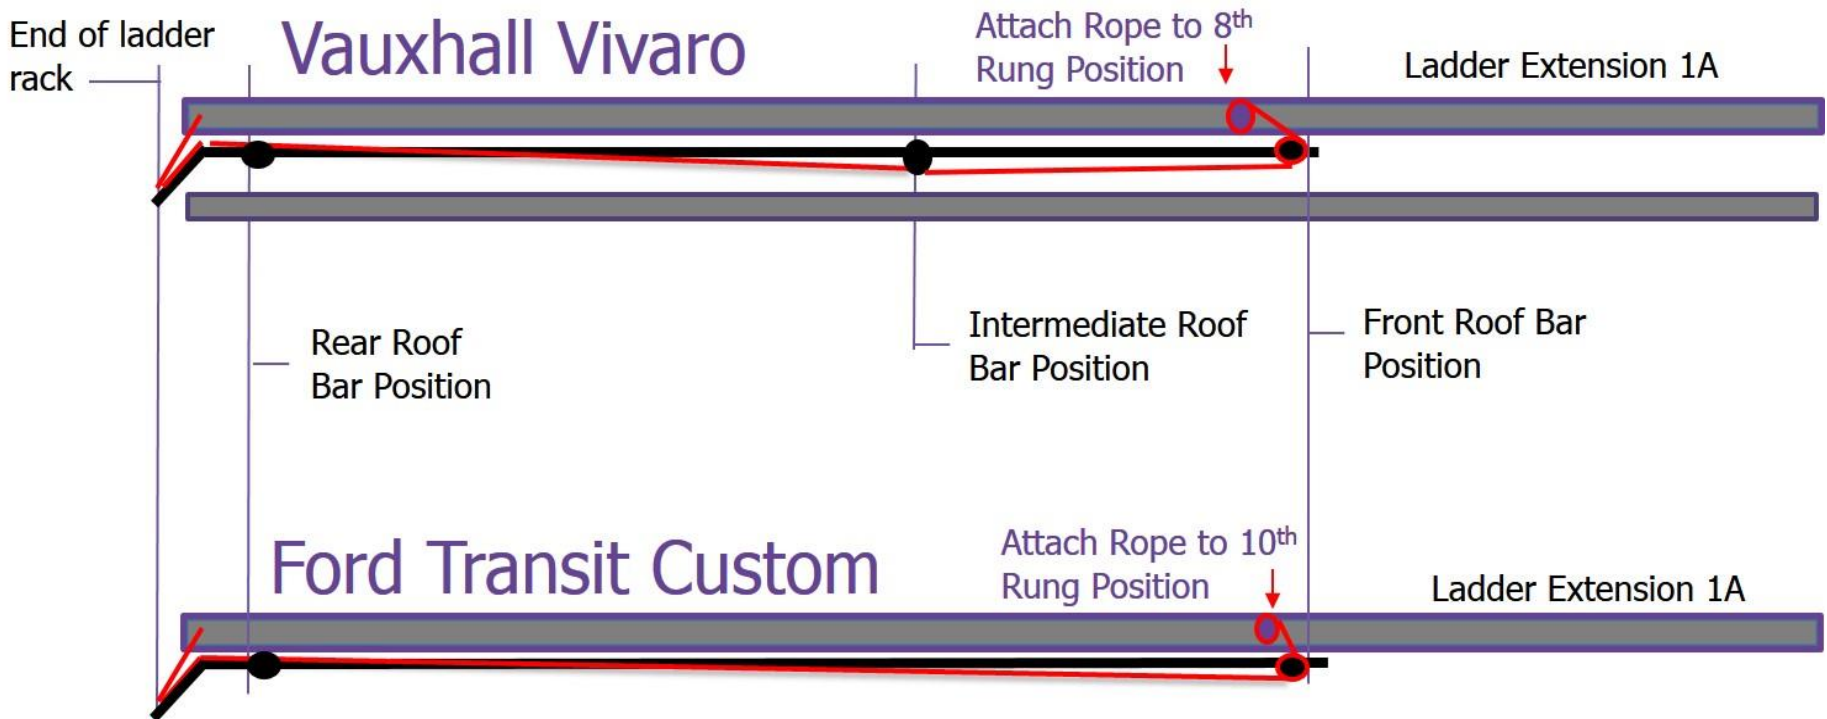 End of ladder
rack
Vauxhall Vivaro
Attach Rope to 8th
Rung Position
Ladder Extension 1A
Rear Roof
Bar Position
Intermediate Roof
Bar Position
Front Roof Bar
Position
Ford Transit Custom
Attach Rope to 10th
Rung Position
Ladder Extension 1A